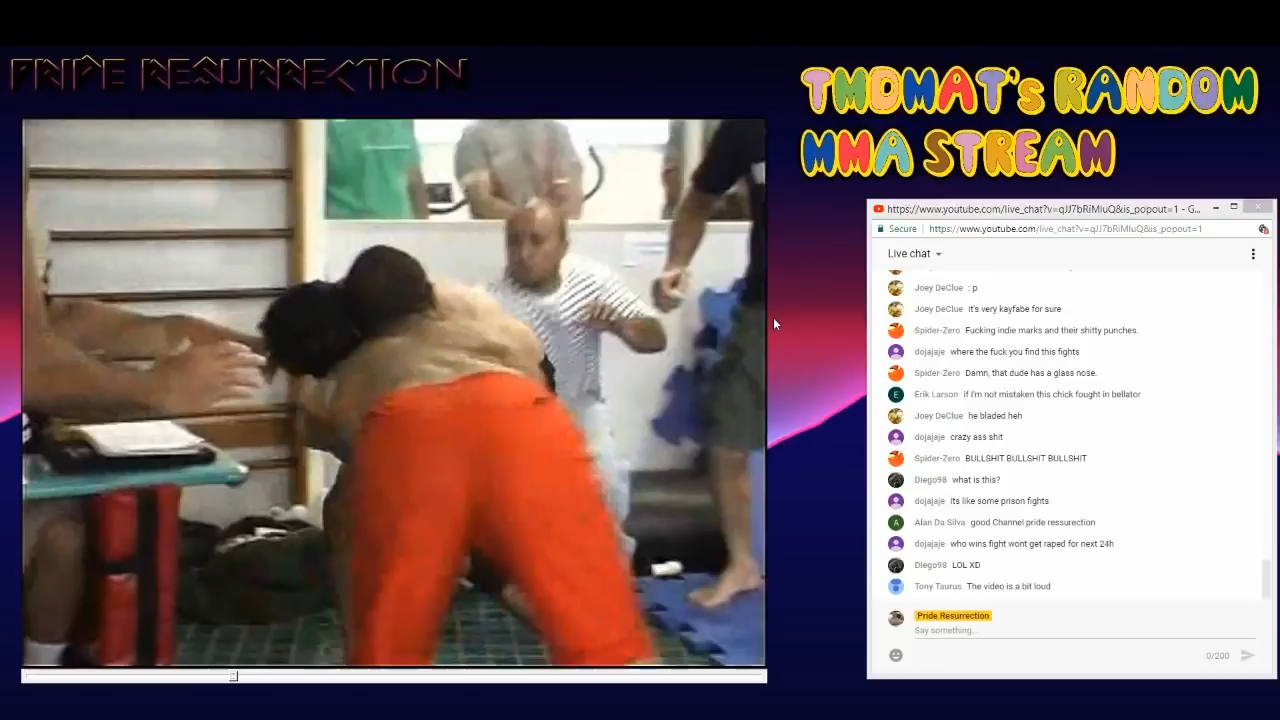 PRIDE RESURRECTION
TMDMAT's RANDOM
MMA STREAM
https://www.youtube.com/live_chat?v=qJJ7bRiMluQ&is_popout=1 - G...
Secure https://www.youtube.com/live_chat?v=qJJ7bRiMluQ&is_popout=1
Live chat
Joey DeClue : p
Joey DeClue it's very kayfabe for sure
Spider-Zero Fucking indie marks and their shitty punches.
dojajaje where the fuck you find this fights
Spider-Zero Damn, that dude has a glass nose.
E Erik Larson if I'm not mistaken this chick fought in bellator
Joey DeClue he bladed heh
dojajaje crazy ass shit
Spider-Zero BULLSHIT BULLSHIT BULLSHIT
Diego98 what is this?
dojajaje its like some prison fights
A Alan Da Silva good Channel pride ressurection
dojajaje who wins fight wont get raped for next 24h
Diego98 LOL XD
Tony Taurus The video is a bit loud
Pride Resurrection
Say something...
0/200